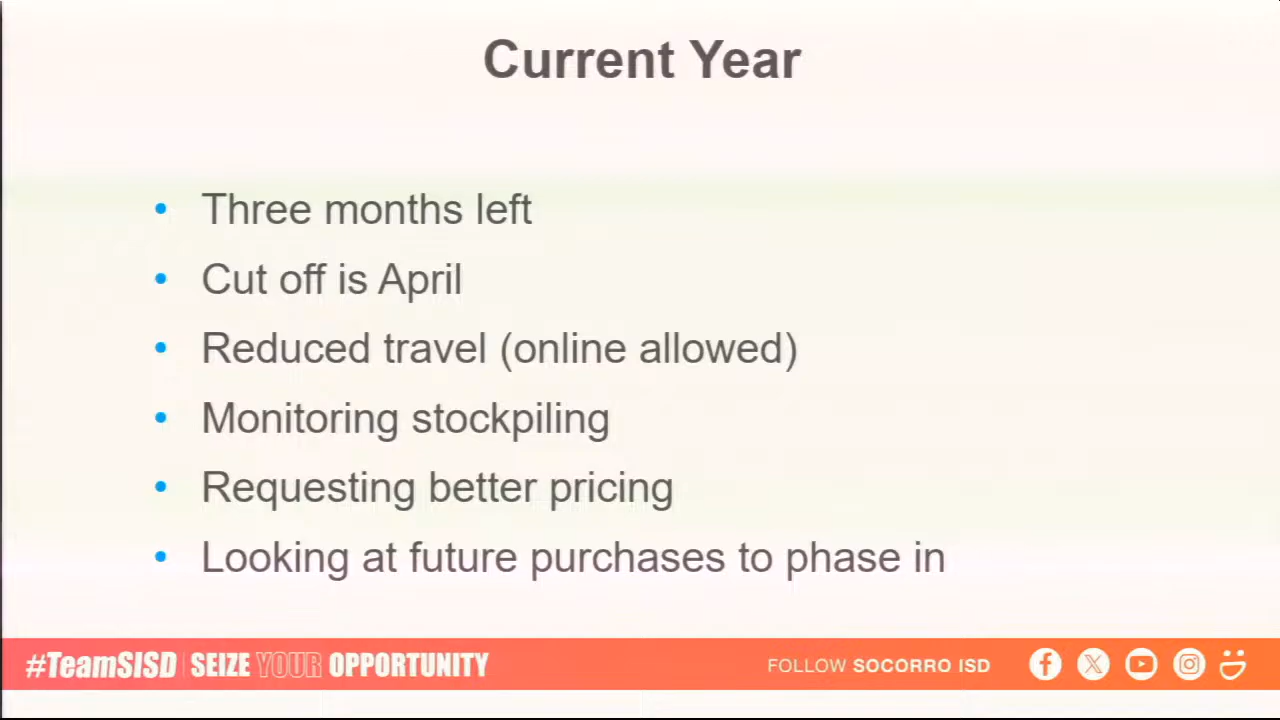 Current Year
• Three months left
• Cut off is April
• Reduced travel (online allowed)
• Monitoring stockpiling
• Requesting better pricing
• Looking at future purchases to phase in
#TeamSISD | SEIZE YOUR OPPORTUNITY
FOLLOW SOCORRO ISD